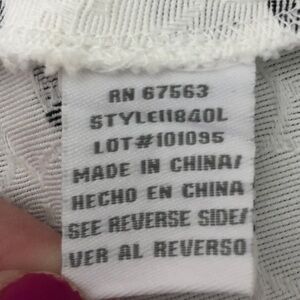 RN 67563
STYLE11840L
LOT#101095
MADE IN CHINA/
HECHO EN CHINA
SEE REVERSE SIDE/
VER AL REVERSO